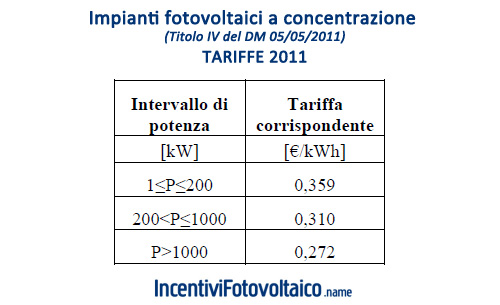 Impianti fotovoltaici a concentrazione
(Titolo IV del DM 05/05/2011)
TARIFFE 2011
Intervallo di potenza Tariffa corrispondente
[kW] [€/kWh]
1≤P≤200 0,359
200<P≤1000 0,310
P>1000 0,272
IncentiviFotovoltaico.name